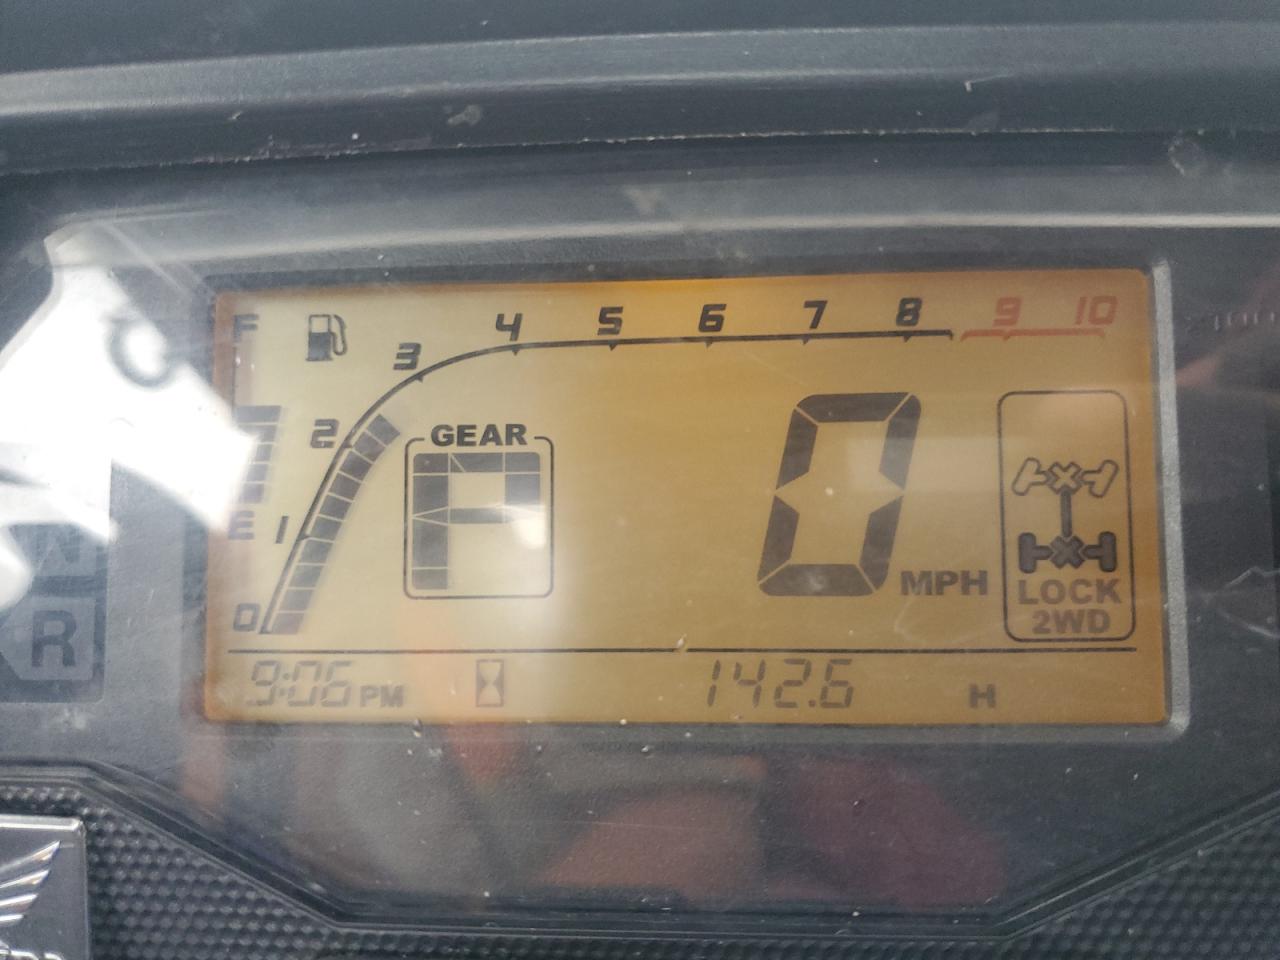 F 4 5 6 7 8 9 10
3
2 GEAR
P 0
E 1
N MPH LOCK
R 0 2WD
9:06 PM 142.6 H